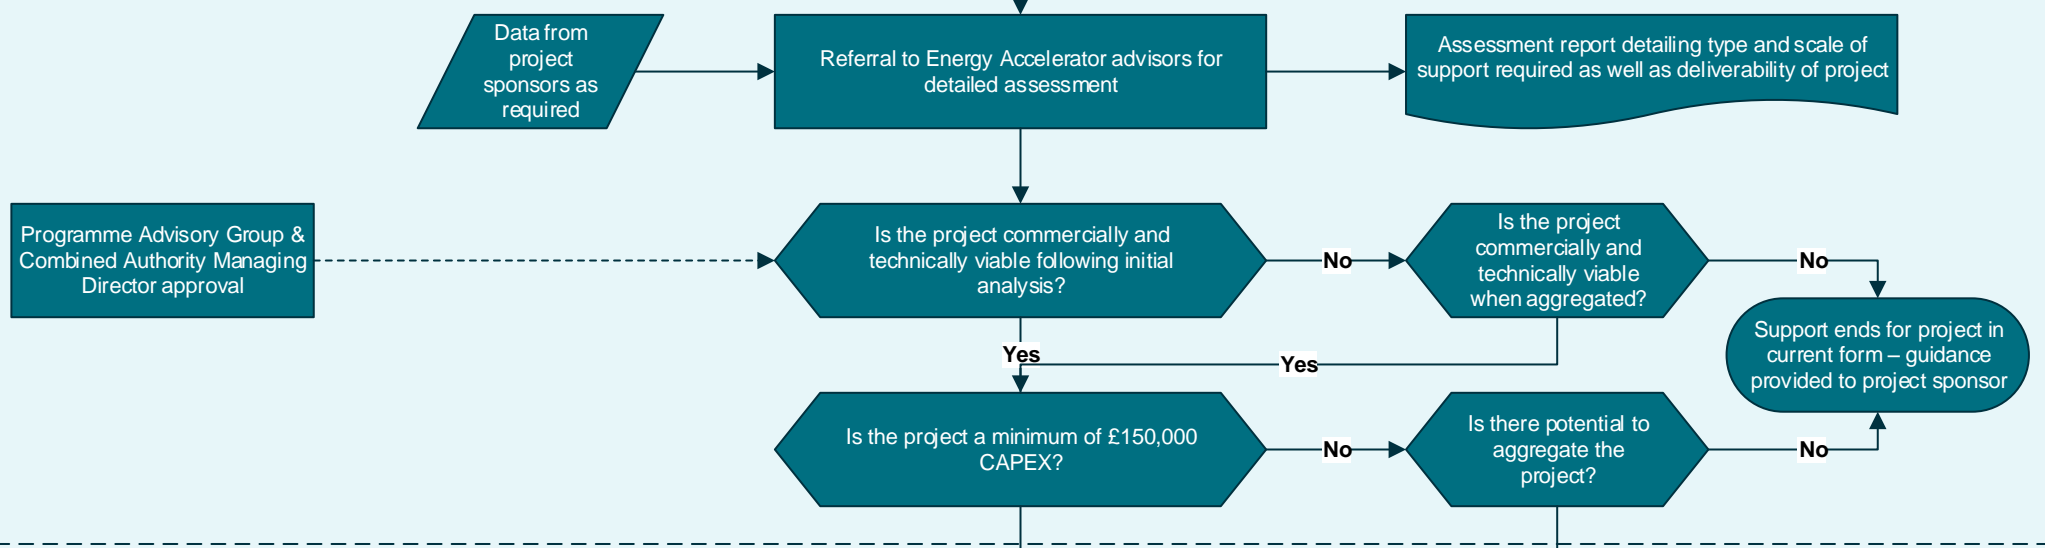 Data from
project
sponsors as
required
Referral to Energy Accelerator advisors for
detailed assessment
Assessment report detailing type and scale of
support required as well as deliverability of project
Programme Advisory Group &
Combined Authority Managing
Director approval
Is the project commercially and
technically viable following initial
analysis?
No
Is the project
commercially and
technically viable
when aggregated?
No
Yes
Yes
Support ends for project in
current form – guidance
provided to project sponsor
Is the project a minimum of £150,000
CAPEX?
No
Is there potential to
aggregate the
project?
No